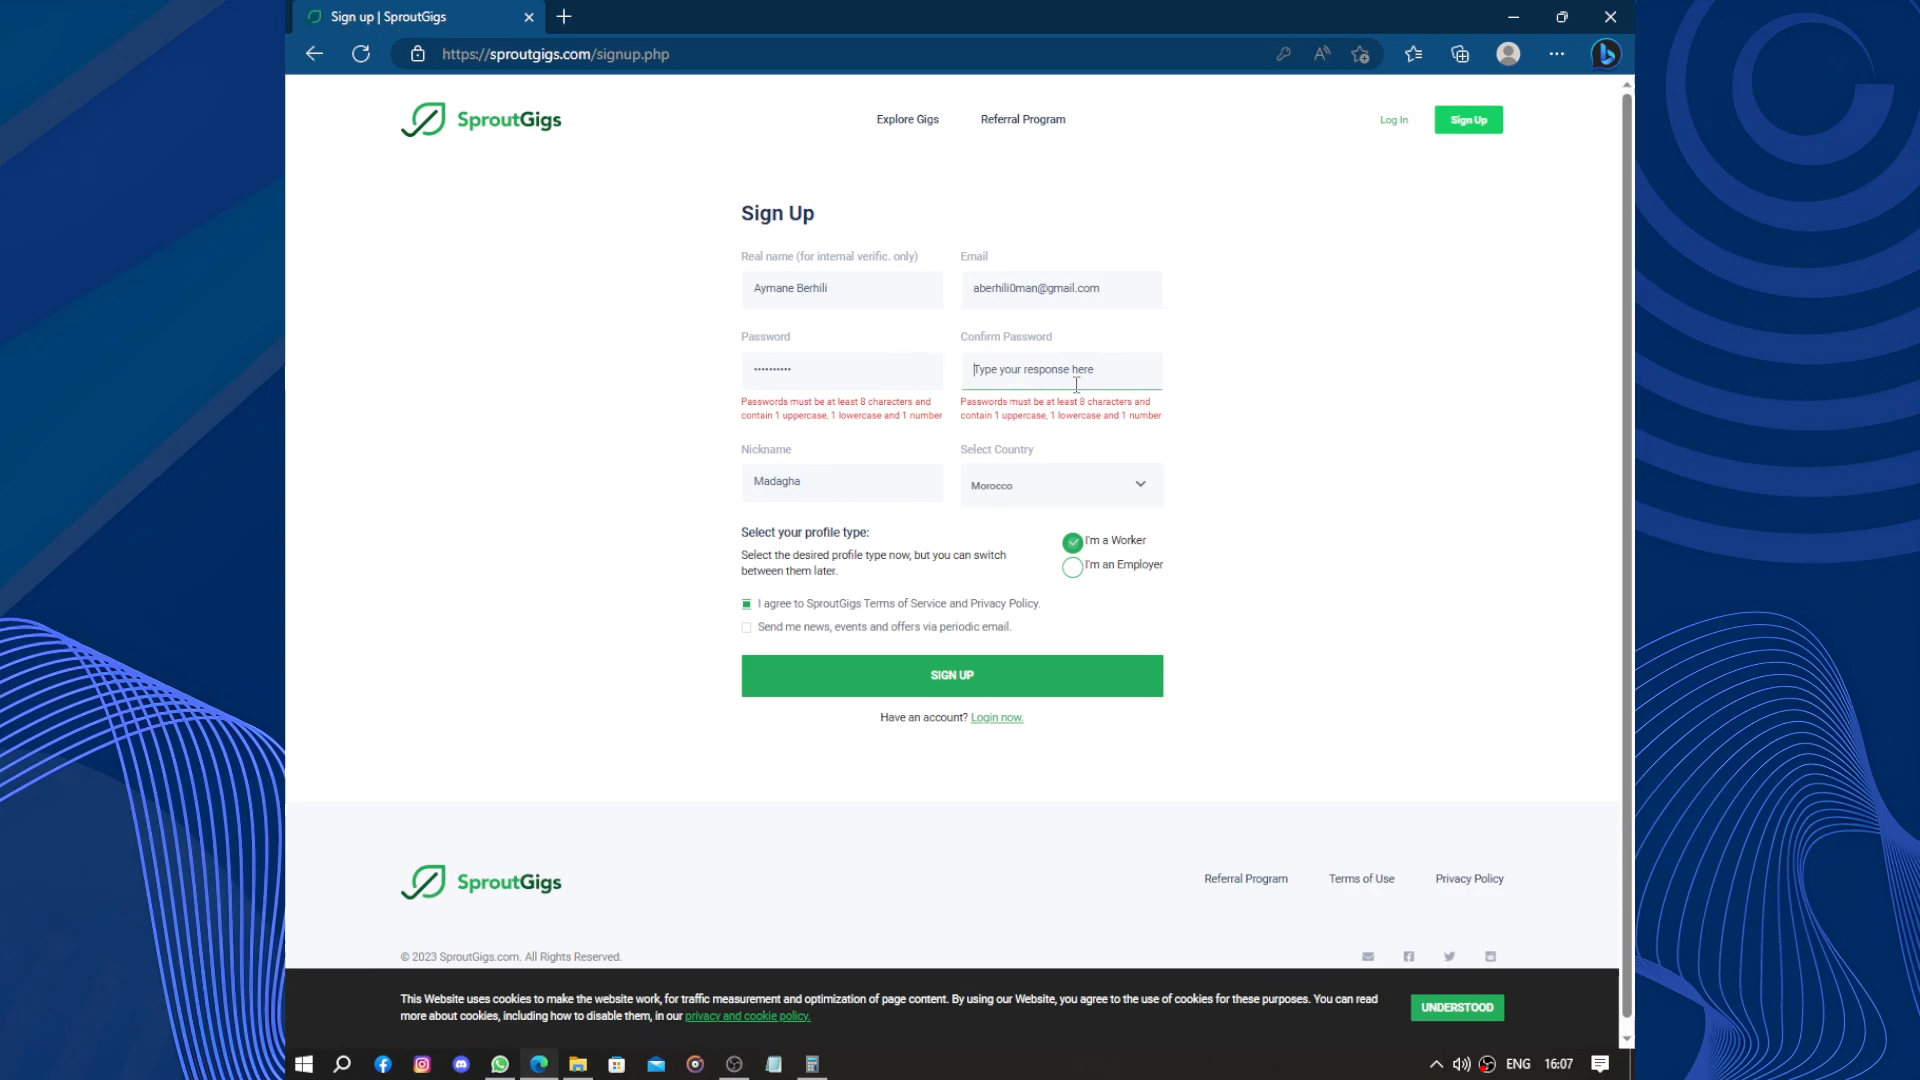 Sign up | SproutGigs
https://sproutgigs.com/signup.php
SproutGigs
Explore Gigs
Referral Program
Log In
Sign Up
Sign Up
Real name (for internal verific. only)
Email
Aymane Berhili
aberhili0man@gmail.com
Password
Confirm Password
Type your response here
Passwords must be at least 8 characters and
contain 1 uppercase, 1 lowercase and 1 number
Passwords must be at least 8 characters and
contain 1 uppercase, 1 lowercase and 1 number
Nickname
Select Country
Madagha
Morocco
Select your profile type:
Select the desired profile type now, but you can switch
between them later.
I'm a Worker
I'm an Employer
I agree to SproutGigs Terms of Service and Privacy Policy.
Send me news, events and offers via periodic email.
SIGN UP
Have an account? Login now.
SproutGigs
Referral Program
Terms of Use
Privacy Policy
© 2023 SproutGigs.com. All Rights Reserved.
This Website uses cookies to make the website work, for traffic measurement and optimization of page content. By using our Website, you agree to the use of cookies for these purposes. You can read
more about cookies, including how to disable them, in our privacy and cookie policy.
UNDERSTOOD
ENG
16:07